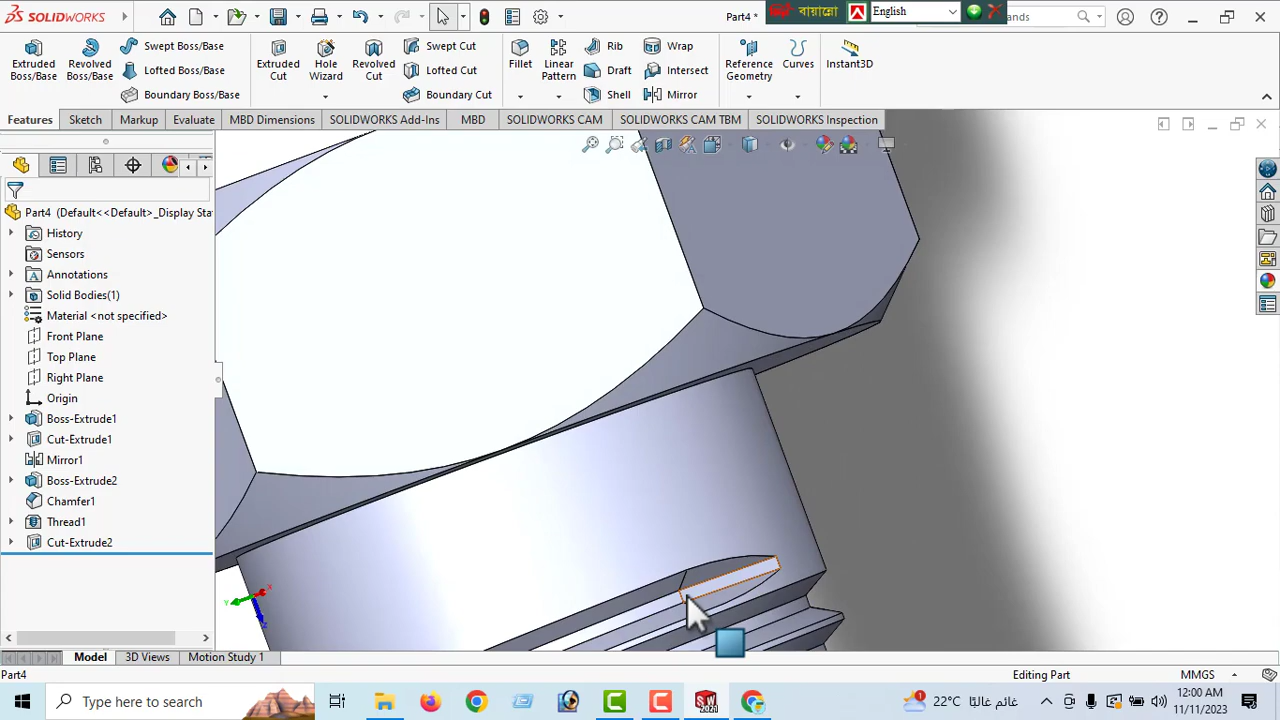 Part4 *
বায়ান্নো
English
ands
Extruded Boss/Base
Revolved Boss/Base
Swept Boss/Base
Lofted Boss/Base
Boundary Boss/Base
Extruded Cut
Hole Wizard
Revolved Cut
Swept Cut
Lofted Cut
Boundary Cut
Fillet
Linear Pattern
Rib
Draft
Shell
Wrap
Intersect
Mirror
Reference Geometry
Curves
Instant3D
Features
Sketch
Markup
Evaluate
MBD Dimensions
SOLIDWORKS Add-Ins
MBD
SOLIDWORKS CAM
SOLIDWORKS CAM TBM
SOLIDWORKS Inspection
Part4 (Default<<Default>_Display Sta
History
Sensors
Annotations
Solid Bodies(1)
Material <not specified>
Front Plane
Top Plane
Right Plane
Origin
Boss-Extrude1
Cut-Extrude1
Mirror1
Boss-Extrude2
Chamfer1
Thread1
Cut-Extrude2
X
Y
Z
Model
3D Views
Motion Study 1
Part4
Editing Part
MMGS
Type here to search
SW
2021
22°C
غائم غالبًا
12:00 AM
11/11/2023